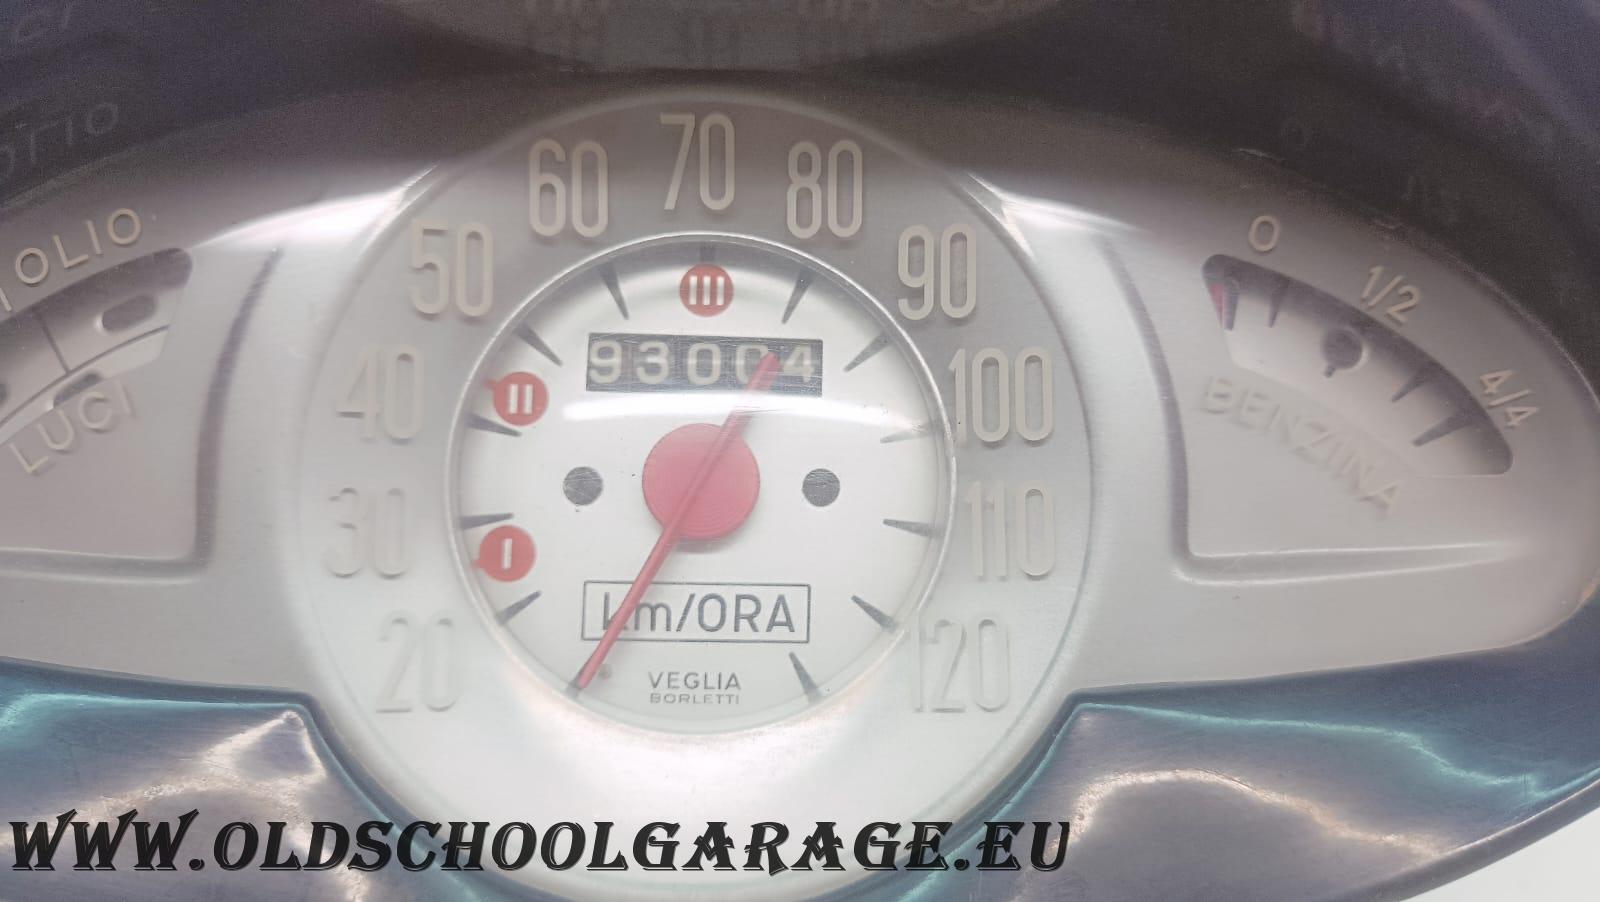 70
60
80
50
90
40
100
30
110
20
120
III
II
I
93004
km/ORA
VEGLIA
BORLETTI
OLIO
LUCI
0
1/2
4/4
BENZINA
WWW.OLDSCHOOLGARAGE.EU